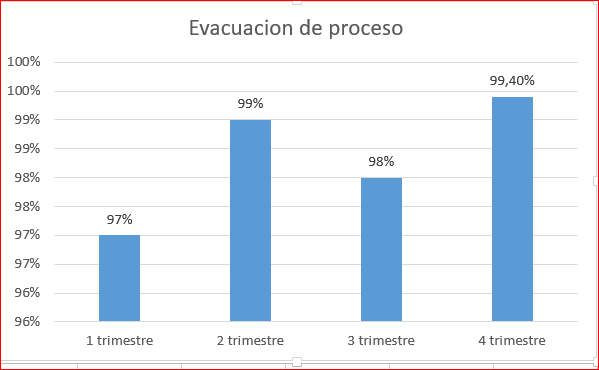 Evacuacion de proceso
100%
100%
99%
99%
98%
98%
97%
97%
96%
96%
97%
99%
98%
99,40%
1 trimestre
2 trimestre
3 trimestre
4 trimestre